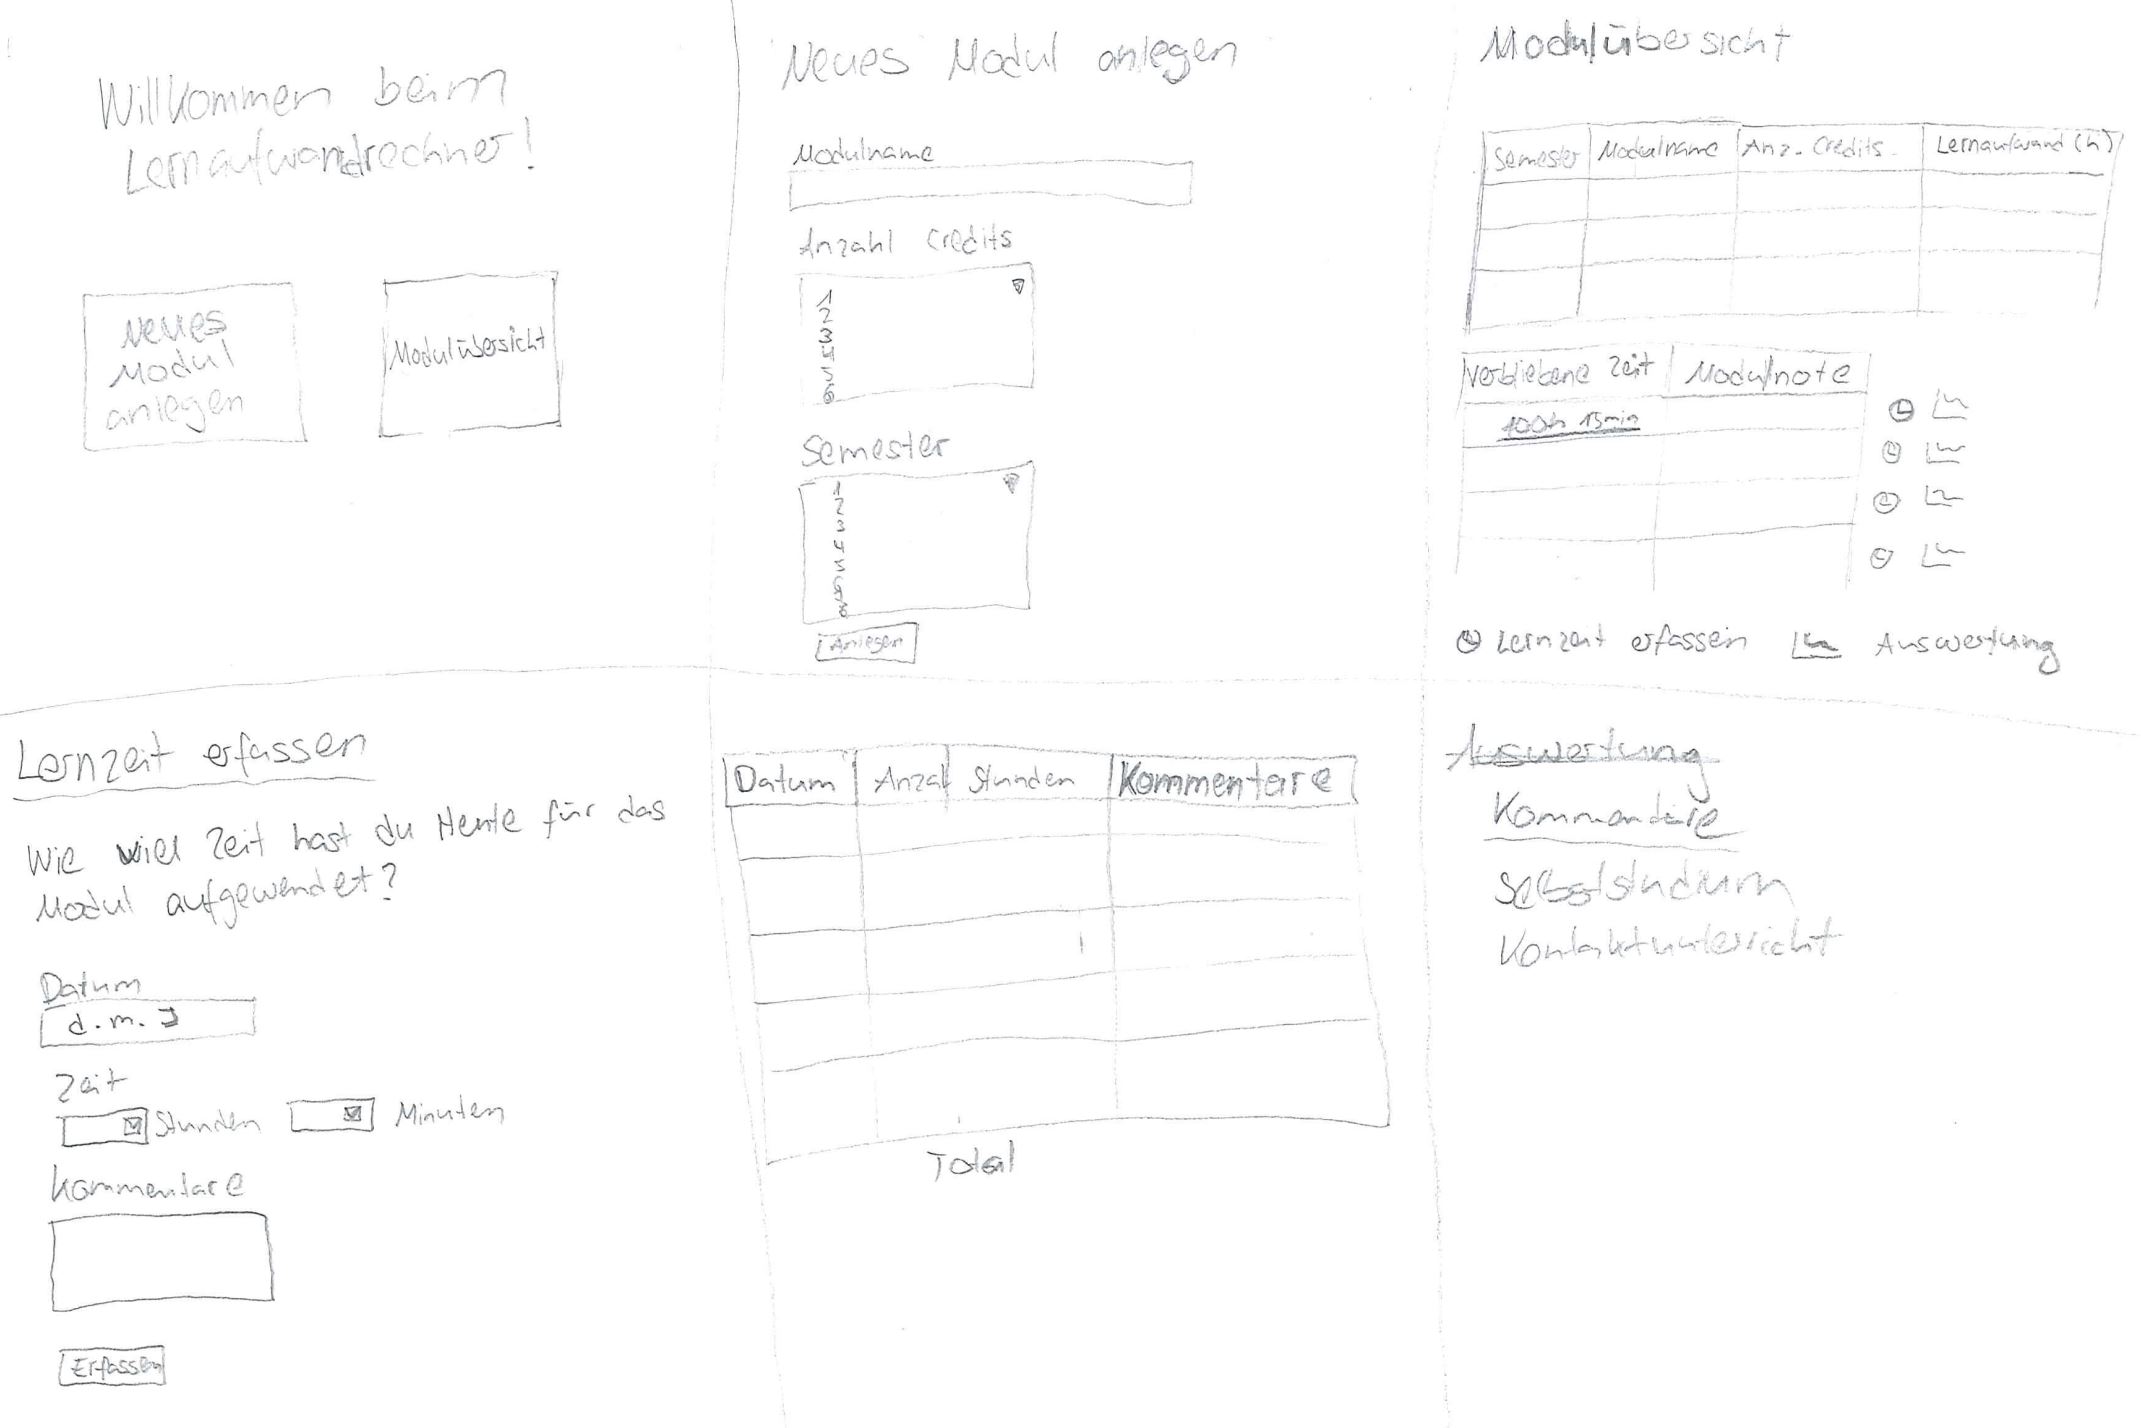 Willkommen beim
Lernaufwandrechner!
Neues
Modul
anlegen
Modulübersicht
Neues Modul anlegen
Modulname
Anzahl Credits
1
2
3
4
5
6
Semester
1
2
3
4
5
6
7
8
Anlegen
Modulübersicht
Semester Modulname Anz. Credits Lernaufwand (h)
Verbliebene Zeit Modulnote
100h 15min
Lernzeit erfassen Auswertung
Lernzeit erfassen
Wie viel Zeit hast du Heute für das
Modul aufgewendet?
Datum
d.m.J
Zeit
Stunden Minuten
Kommentare
Erfassen
Datum Anzal Stunden Kommentare
Total
Auswertung
Kommentare
Selbststudium
Kontaktunterricht